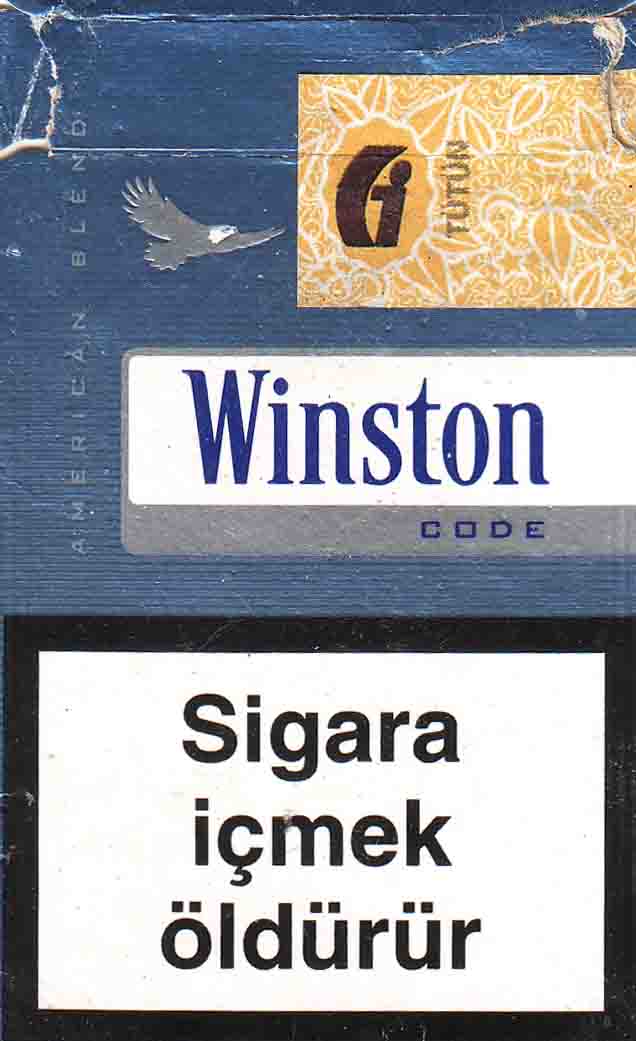 AMERICAN BLEND
TÜTÜN
Winston
CODE
Sigara
içmek
öldürür